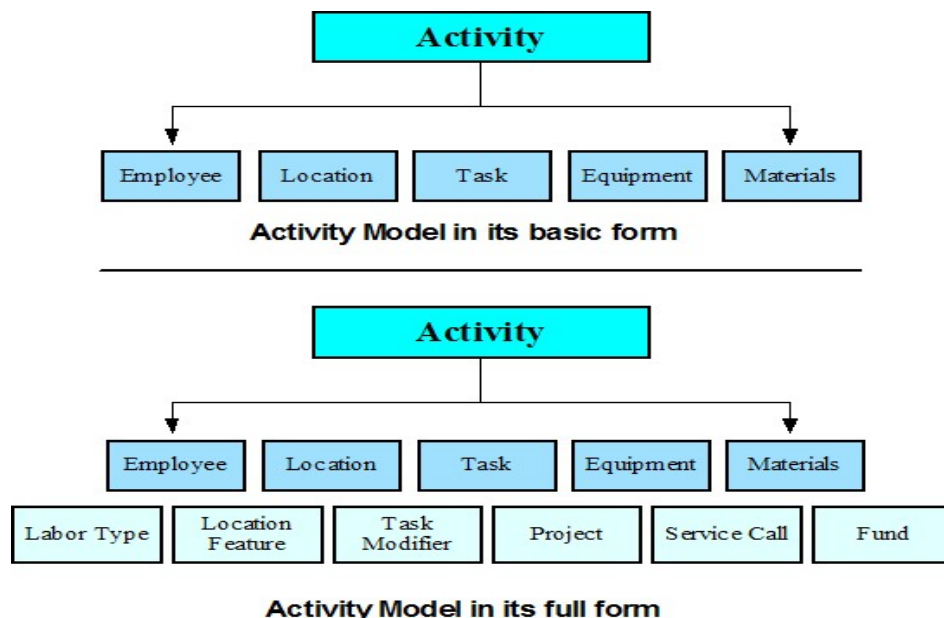 Activity
Employee Location Task Equipment Materials
Activity Model in its basic form
Activity
Employee Location Task Equipment Materials
Labor Type Location Feature Task Modifier Project Service Call Fund
Activity Model in its full form